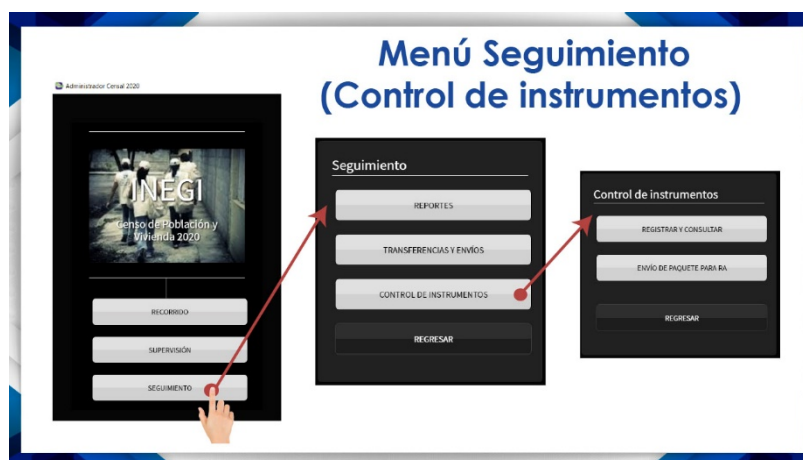 Menú Seguimiento
(Control de instrumentos)
Administrador Censal 2020
INEGI
Censo de Población y
Vivienda 2020
RECORRIDO
SUPERVISIÓN
SEGUIMIENTO
Seguimiento
REPORTES
TRANSFERENCIAS Y ENVÍOS
CONTROL DE INSTRUMENTOS
REGRESAR
Control de instrumentos
REGISTRAR Y CONSULTAR
ENVÍO DE PAQUETE PARA RA
REGRESAR